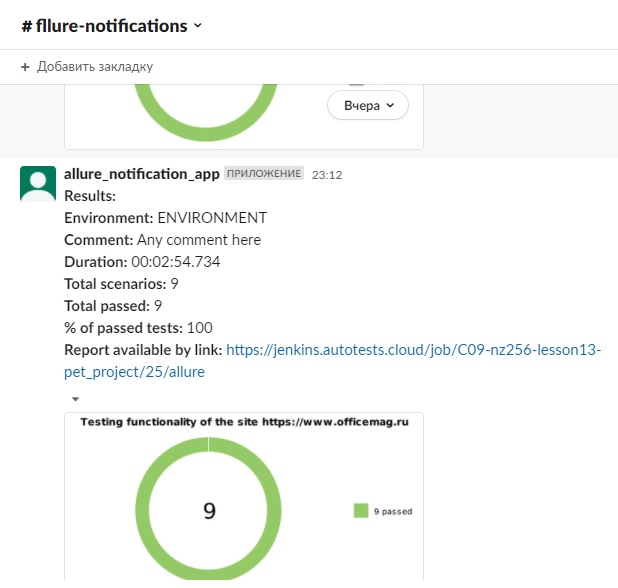 # fllure-notifications
+ Добавить закладку
Вчера
allure_notification_app ПРИЛОЖЕНИЕ 23:12
Results:
Environment: ENVIRONMENT
Comment: Any comment here
Duration: 00:02:54.734
Total scenarios: 9
Total passed: 9
% of passed tests: 100
Report available by link: https://jenkins.autotests.cloud/job/C09-nz256-lesson13-
pet_project/25/allure
Testing functionality of the site https://www.officemag.ru
9
9 passed